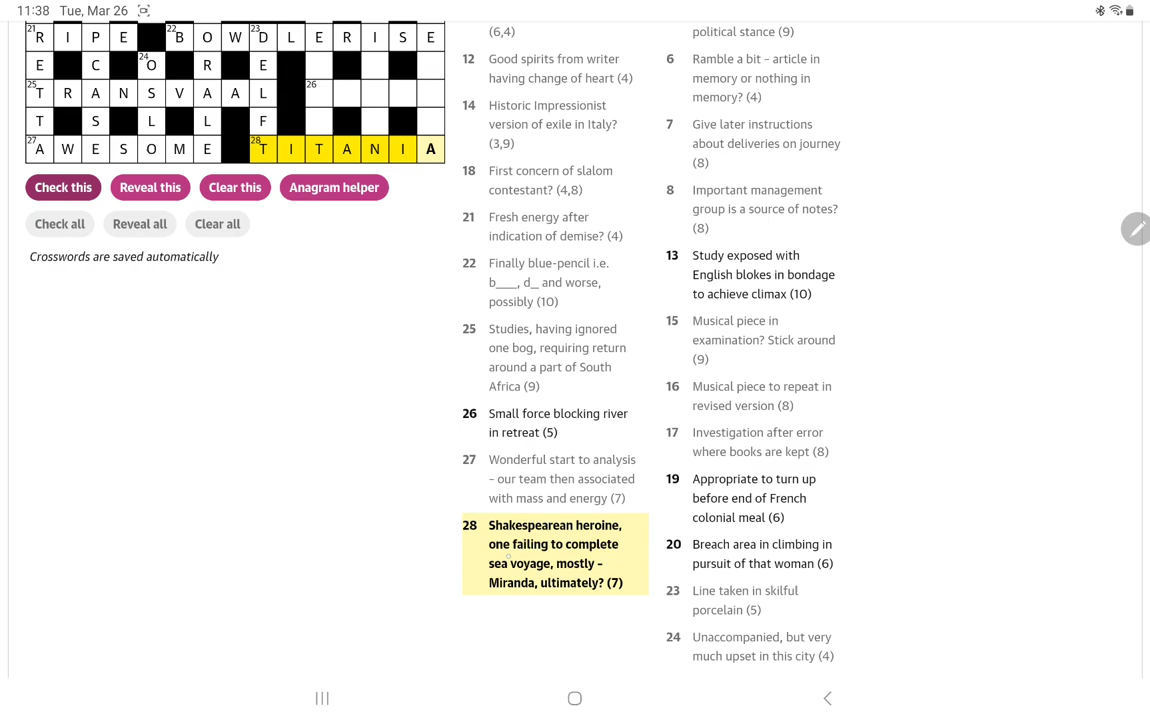 11:38 Tue, Mar 26
21 R I P E 22 B O W 23 D L E R I S E
E C 24 O R E
25 T R A N S V A A L 26
T S L L F
27 A W E S O M E 28 T I T A N I A
Check this Reveal this Clear this Anagram helper
Check all Reveal all Clear all
Crosswords are saved automatically
(6,4)
12 Good spirits from writer
having change of heart (4)
14 Historic Impressionist
version of exile in Italy?
(3,9)
18 First concern of slalom
contestant? (4,8)
21 Fresh energy after
indication of demise? (4)
22 Finally blue-pencil i.e.
b___, d_ and worse,
possibly (10)
25 Studies, having ignored
one bog, requiring return
around a part of South
Africa (9)
26 Small force blocking river
in retreat (5)
27 Wonderful start to analysis
– our team then associated
with mass and energy (7)
28 Shakespearean heroine,
one failing to complete
sea voyage, mostly –
Miranda, ultimately? (7)
political stance (9)
6 Ramble a bit – article in
memory or nothing in
memory? (4)
7 Give later instructions
about deliveries on journey
(8)
8 Important management
group is a source of notes?
(8)
13 Study exposed with
English blokes in bondage
to achieve climax (10)
15 Musical piece in
examination? Stick around
(9)
16 Musical piece to repeat in
revised version (8)
17 Investigation after error
where books are kept (8)
19 Appropriate to turn up
before end of French
colonial meal (6)
20 Breach area in climbing in
pursuit of that woman (6)
23 Line taken in skilful
porcelain (5)
24 Unaccompanied, but very
much upset in this city (4)